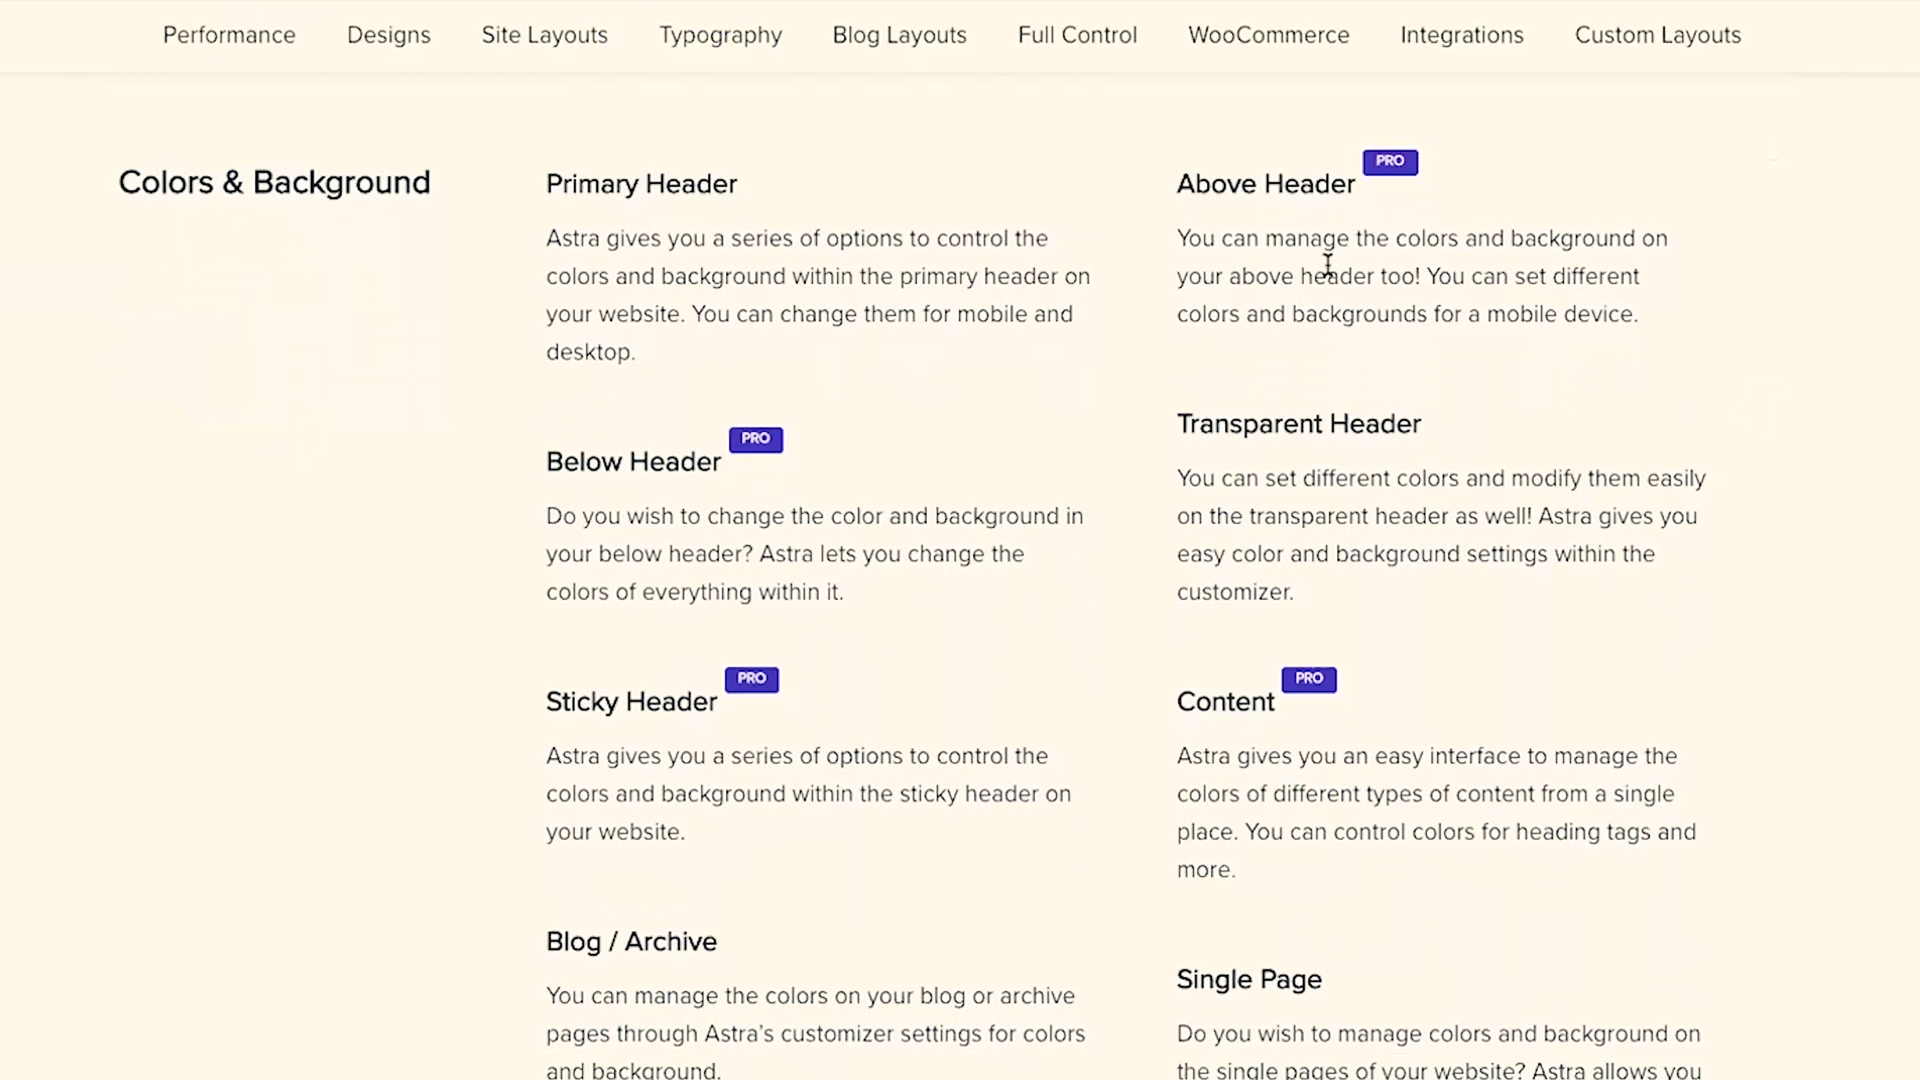 Performance Designs Site Layouts Typography Blog Layouts Full Control WooCommerce Integrations Custom Layouts
Colors & Background
Primary Header
Astra gives you a series of options to control the
colors and background within the primary header on
your website. You can change them for mobile and
desktop.
Above Header PRO
You can manage the colors and background on
your above header too! You can set different
colors and backgrounds for a mobile device.
Below Header PRO
Do you wish to change the color and background in
your below header? Astra lets you change the
colors of everything within it.
Transparent Header
You can set different colors and modify them easily
on the transparent header as well! Astra gives you
easy color and background settings within the
customizer.
Sticky Header PRO
Astra gives you a series of options to control the
colors and background within the sticky header on
your website.
Content PRO
Astra gives you an easy interface to manage the
colors of different types of content from a single
place. You can control colors for heading tags and
more.
Blog / Archive
You can manage the colors on your blog or archive
pages through Astra’s customizer settings for colors
and background.
Single Page
Do you wish to manage colors and background on
the single pages of your website? Astra allows you